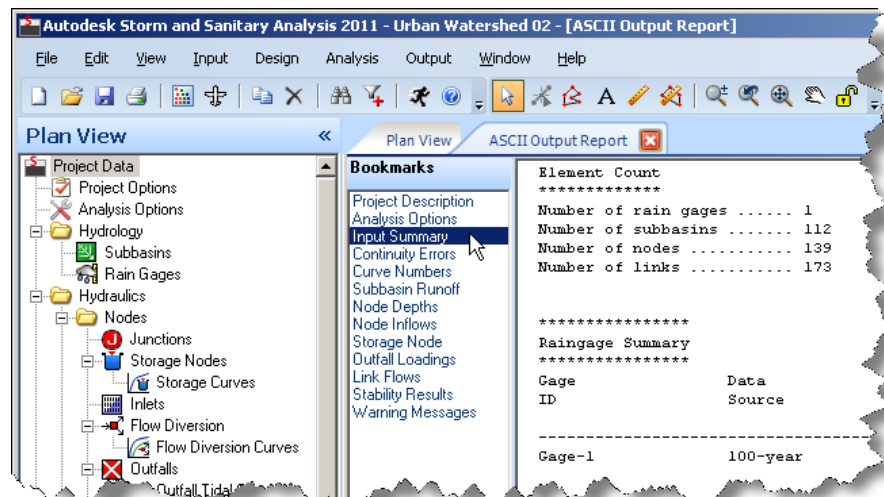 Autodesk Storm and Sanitary Analysis 2011 - Urban Watershed 02 - [ASCII Output Report]
File Edit View Input Design Analysis Output Window Help
Plan View «
Project Data
Project Options
Analysis Options
Hydrology
Subbasins
Rain Gages
Hydraulics
Nodes
Junctions
Storage Nodes
Storage Curves
Inlets
Flow Diversion
Flow Diversion Curves
Outfalls
Outfall Tidal
Plan View ASCII Output Report
Bookmarks
Project Description
Analysis Options
Input Summary
Continuity Errors
Curve Numbers
Subbasin Runoff
Node Depths
Node Inflows
Storage Node
Outfall Loadings
Link Flows
Stability Results
Warning Messages
Element Count
*************
Number of rain gages ...... 1
Number of subbasins ....... 112
Number of nodes ........... 139
Number of links ........... 173
****************
Raingage Summary
****************
Gage Data
ID Source
------------------------------------------
Gage-1 100-year